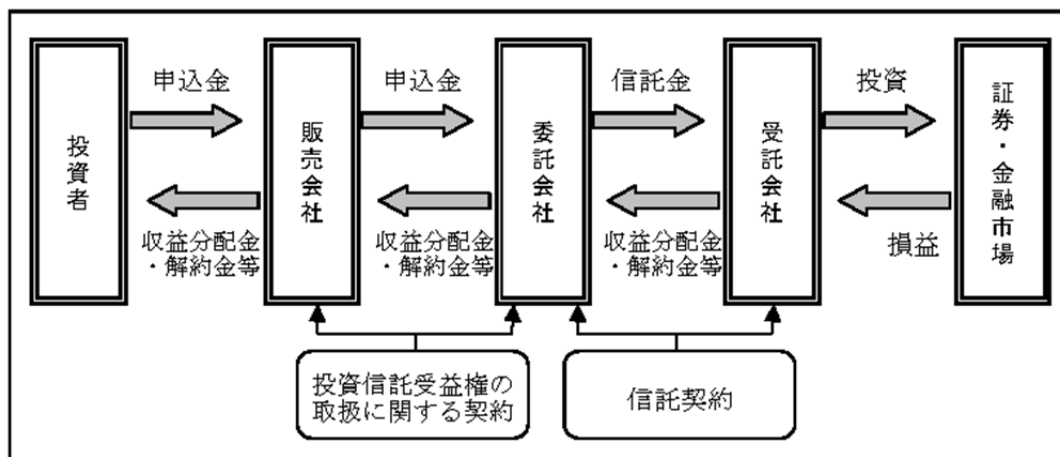 申込金
申込金
信託金
投資
投資者
販売会社
委託会社
受託会社
証券・金融市場
収益分配金
・解約金等
収益分配金
・解約金等
収益分配金
・解約金等
損益
投資信託受益権の
取扱に関する契約
信託契約